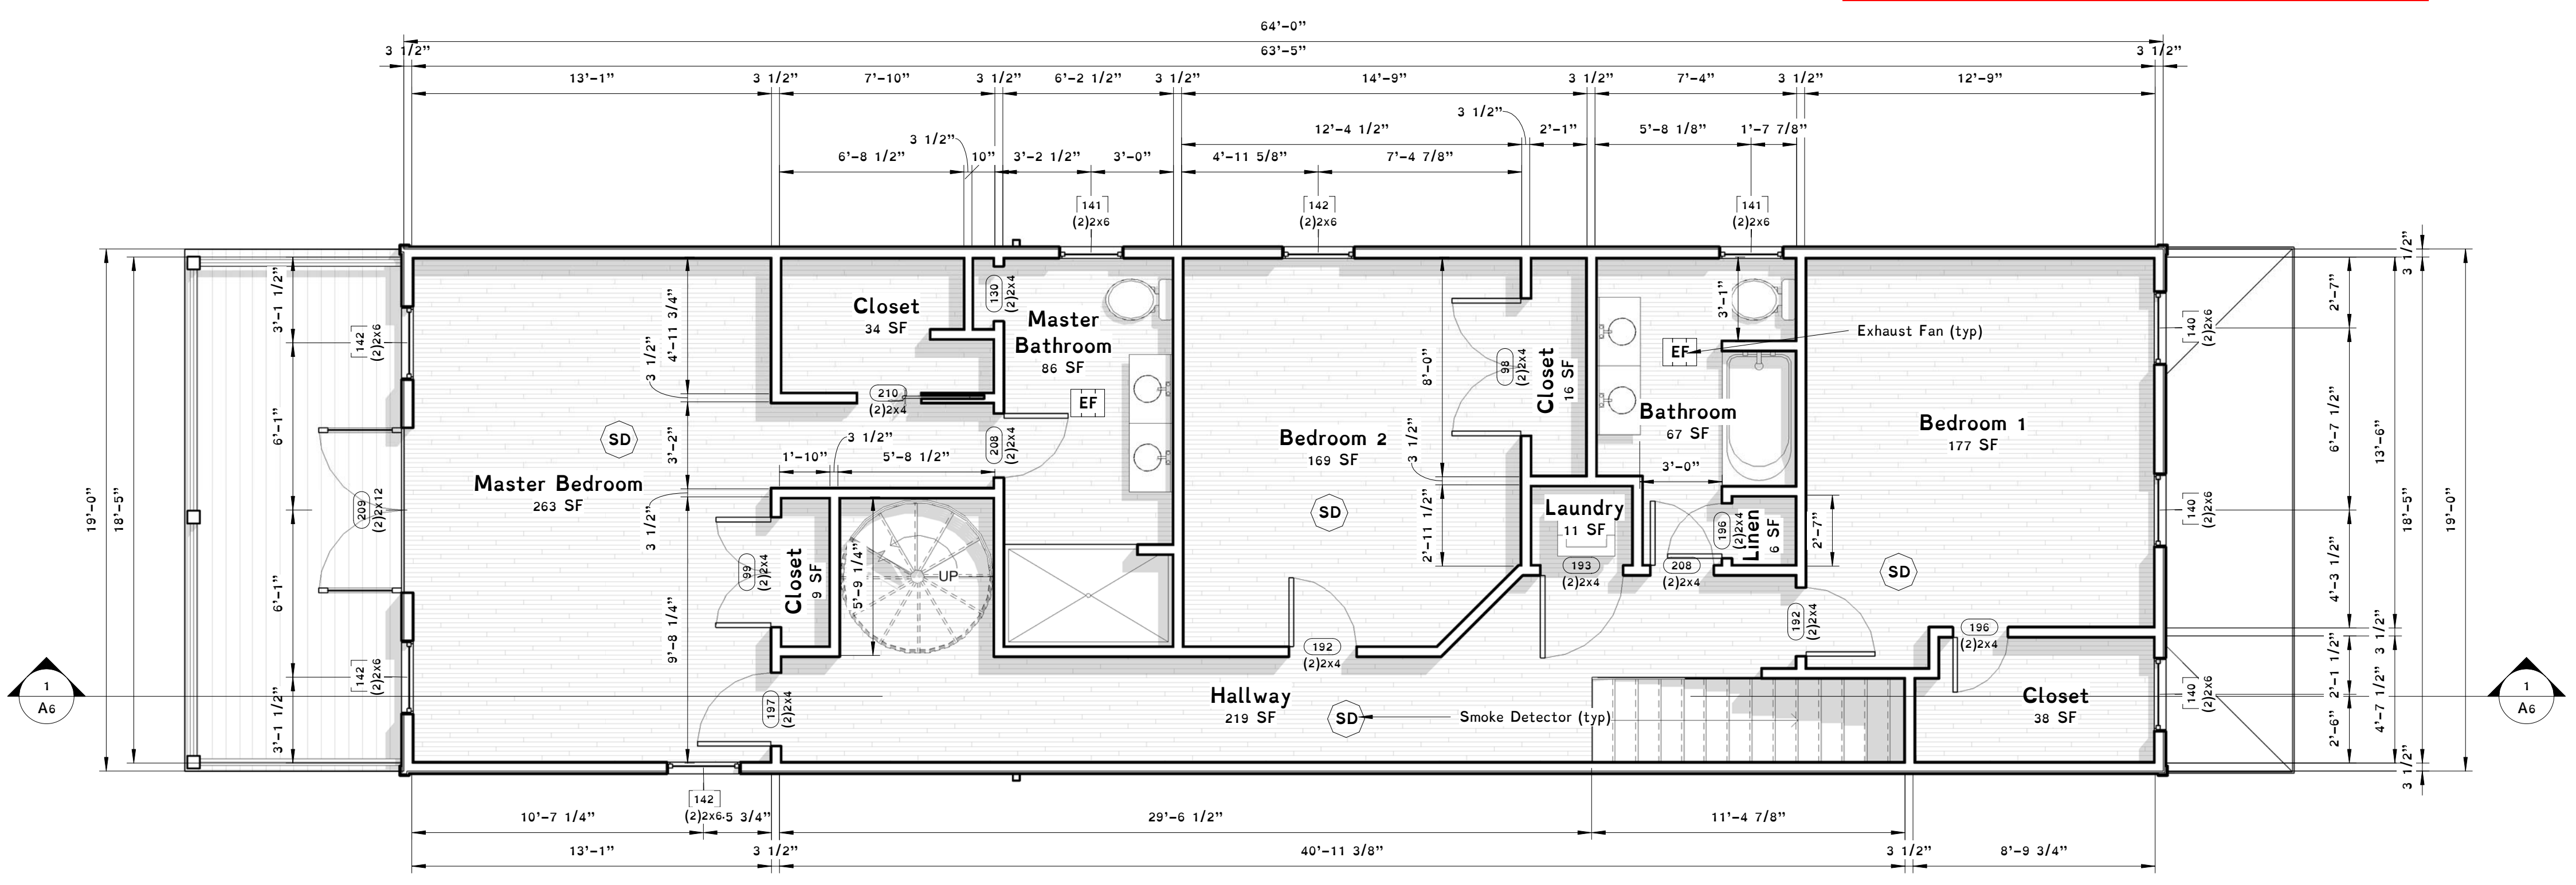 64'-0"
3 1/2" 63'-5" 3 1/2"
13'-1" 3 1/2" 7'-10" 3 1/2" 6'-2 1/2" 3 1/2" 14'-9" 3 1/2" 7'-4" 3 1/2" 12'-9"
3 1/2"
12'-4 1/2" 2'-1" 5'-8 1/8" 1'-7 7/8"
3 1/2"
6'-8 1/2" 10" 3'-2 1/2" 3'-0" 4'-11 5/8" 7'-4 7/8"
141
(2)2x6
142
(2)2x6
141
(2)2x6
19'-0"
18'-5"
3'-1 1/2"
6'-1"
6'-1"
3'-1 1/2"
142
(2)2x6
209
(2)2x12
142
(2)2x6
Master Bedroom
263 SF
SD
4'-11 3/4"
3 1/2"
3'-2"
3 1/2"
9'-8 1/4"
Closet
34 SF
210
(2)2x4
130
(2)2x4
Master
Bathroom
86 SF
EF
208
(2)2x4
3 1/2"
1'-10" 5'-8 1/2"
99
(2)2x4
Closet
9 SF
5'-9 1/4"
UP
197
(2)2x4
Bedroom 2
169 SF
SD
8'-0"
3 1/2"
2'-11 1/2"
98
(2)2x4
Closet
16 SF
192
(2)2x4
Laundry
11 SF
193
(2)2x4
3'-1"
Exhaust Fan (typ)
EF
Bathroom
67 SF
3'-0"
208
(2)2x4
196
(2)2x4
Linen
6 SF
2'-7"
192
(2)2x4
Bedroom 1
177 SF
SD
196
(2)2x4
Closet
38 SF
Hallway
219 SF
SD
Smoke Detector (typ)
140
(2)2x6
140
(2)2x6
140
(2)2x6
2'-7"
6'-7 1/2"
4'-3 1/2"
2'-1 1/2"
2'-6"
13'-6"
3 1/2"
4'-7 1/2"
3 1/2"
18'-5"
3 1/2"
19'-0"
1
A6
1
A6
142
(2)2x6
10'-7 1/4" 5 3/4" 29'-6 1/2" 11'-4 7/8"
13'-1" 3 1/2" 40'-11 3/8" 3 1/2" 8'-9 3/4"